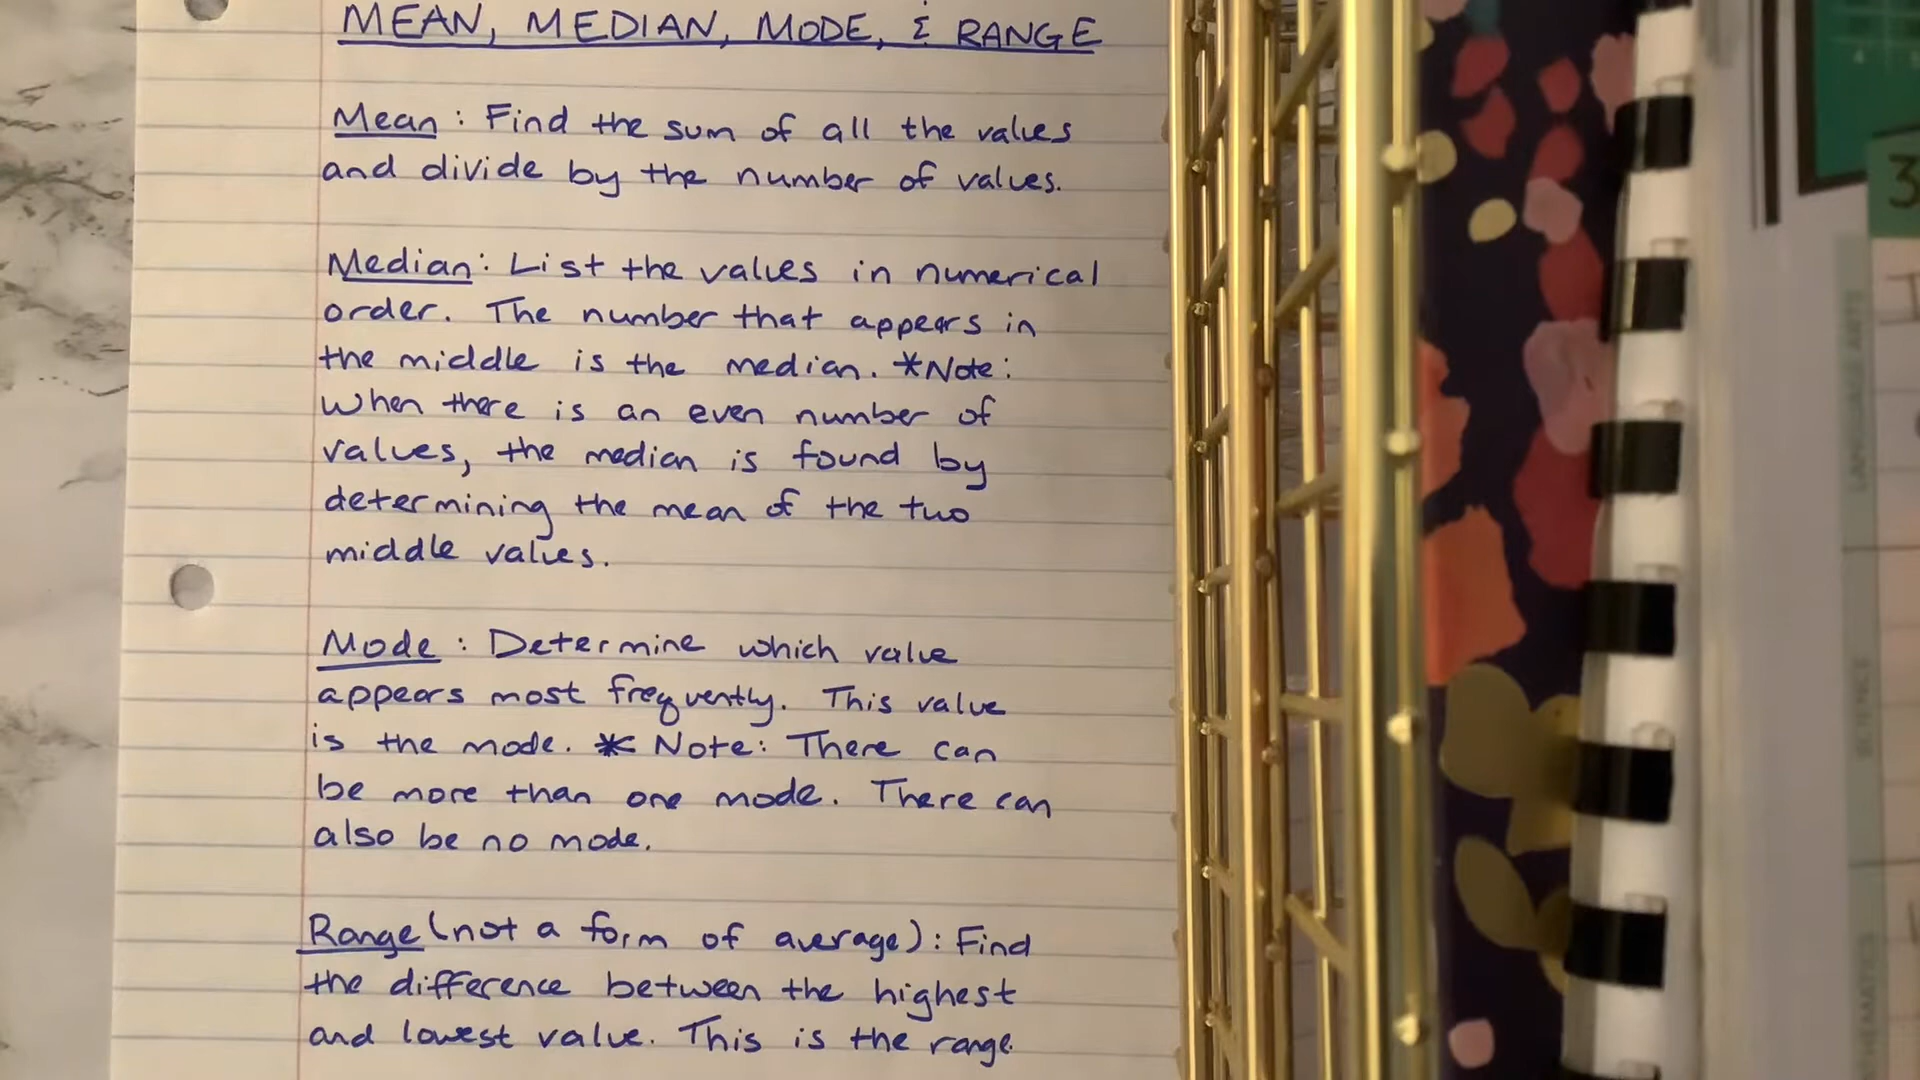 MEAN, MEDIAN, MODE, & RANGE
Mean: Find the sum of all the values
and divide by the number of values.
Median: List the values in numerical
order. The number that appears in
the middle is the median. *Note:
When there is an even number of
values, the median is found by
determining the mean of the two
middle values.
Mode: Determine which value
appears most frequently. This value
is the mode. * Note: There can
be more than one mode. There can
also be no mode.
Range (not a form of average): Find
the difference between the highest
and lowest value. This is the range.
3
LANGUAGE ARTS
SCIENCE